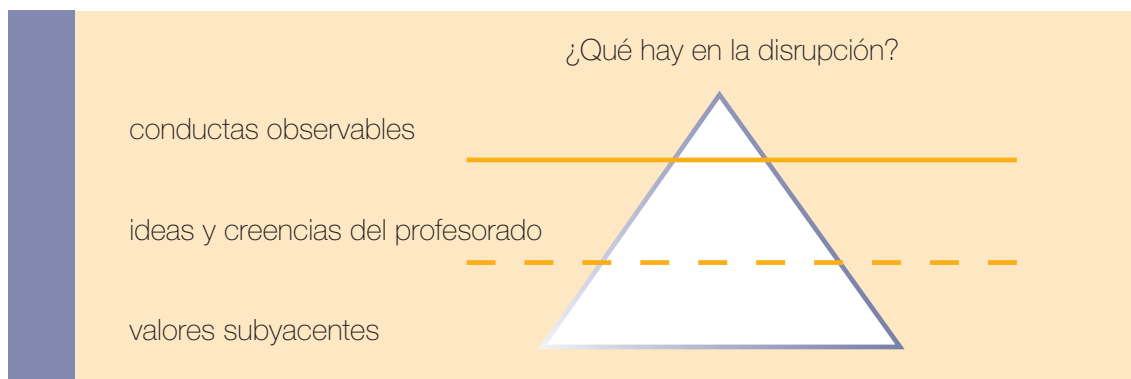 ¿Qué hay en la disrupción?
conductas observables
ideas y creencias del profesorado
valores subyacentes